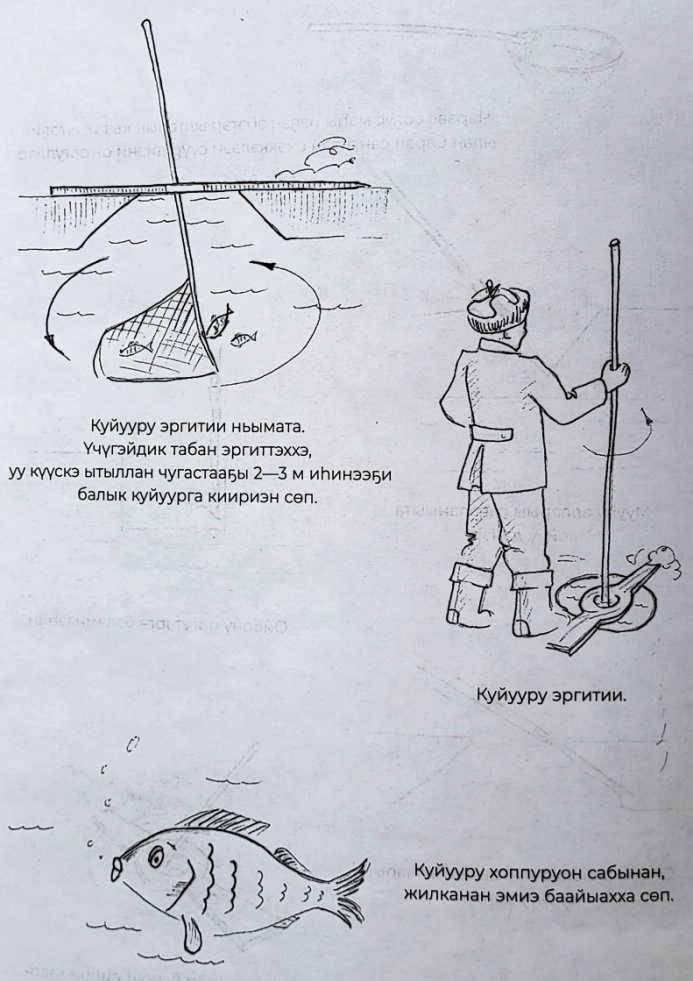 Куйууру эргитии ньымата.
Үчүгэйдик табан эргиттэххэ,
уу күүскэ ытыллан чугастааҕы 2—3 м иһинээҕи
балык куйуурга киириэн сөп.
Куйууру эргитии.
Куйууру хоппуруон сабынан,
жилканан эмиэ баайыахха сөп.